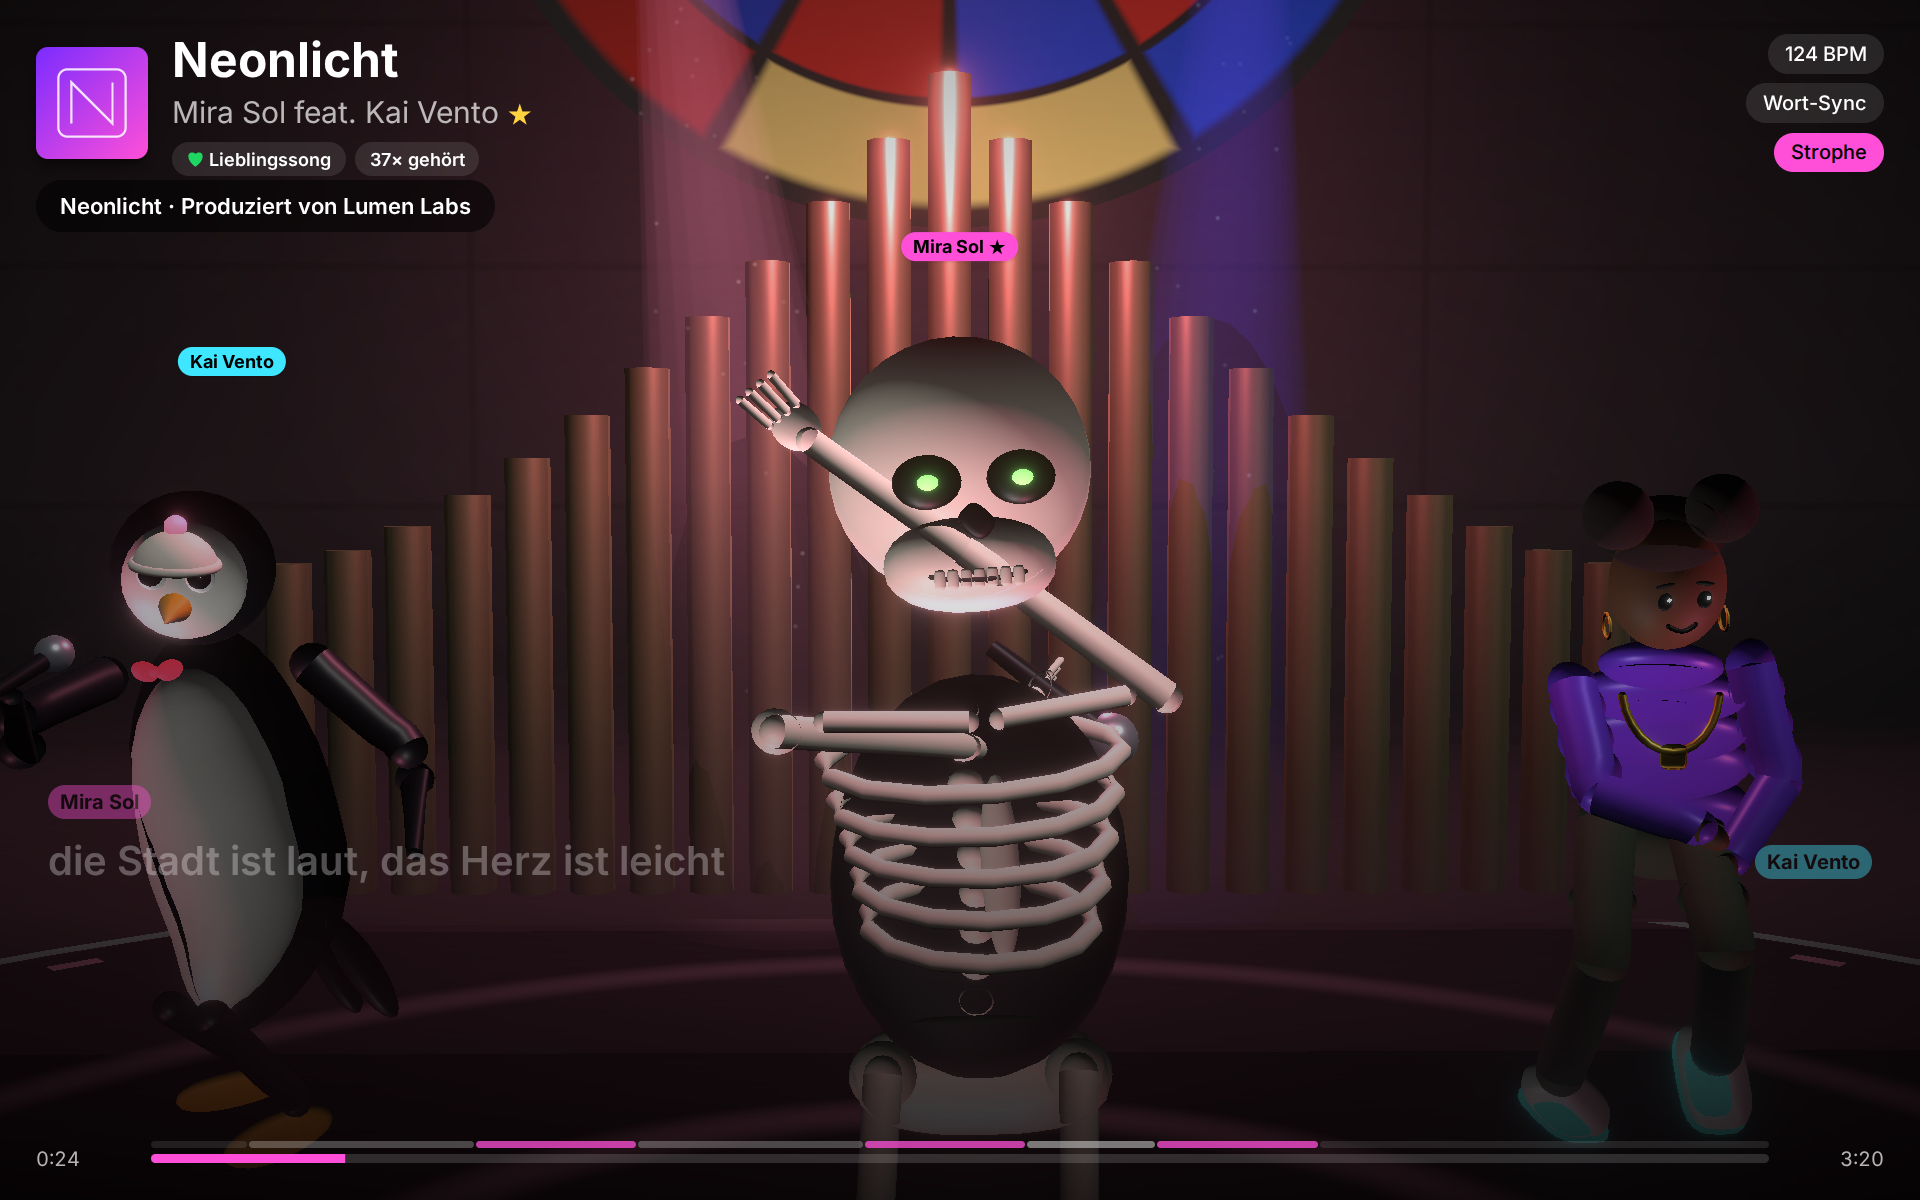 N
Neonlicht
Mira Sol feat. Kai Vento ★
Lieblingssong
37× gehört
Neonlicht · Produziert von Lumen Labs
124 BPM
Wort-Sync
Strophe
Mira Sol ★
Kai Vento
Mira Sol
die Stadt ist laut, das Herz ist leicht
Kai Vento
0:24
3:20